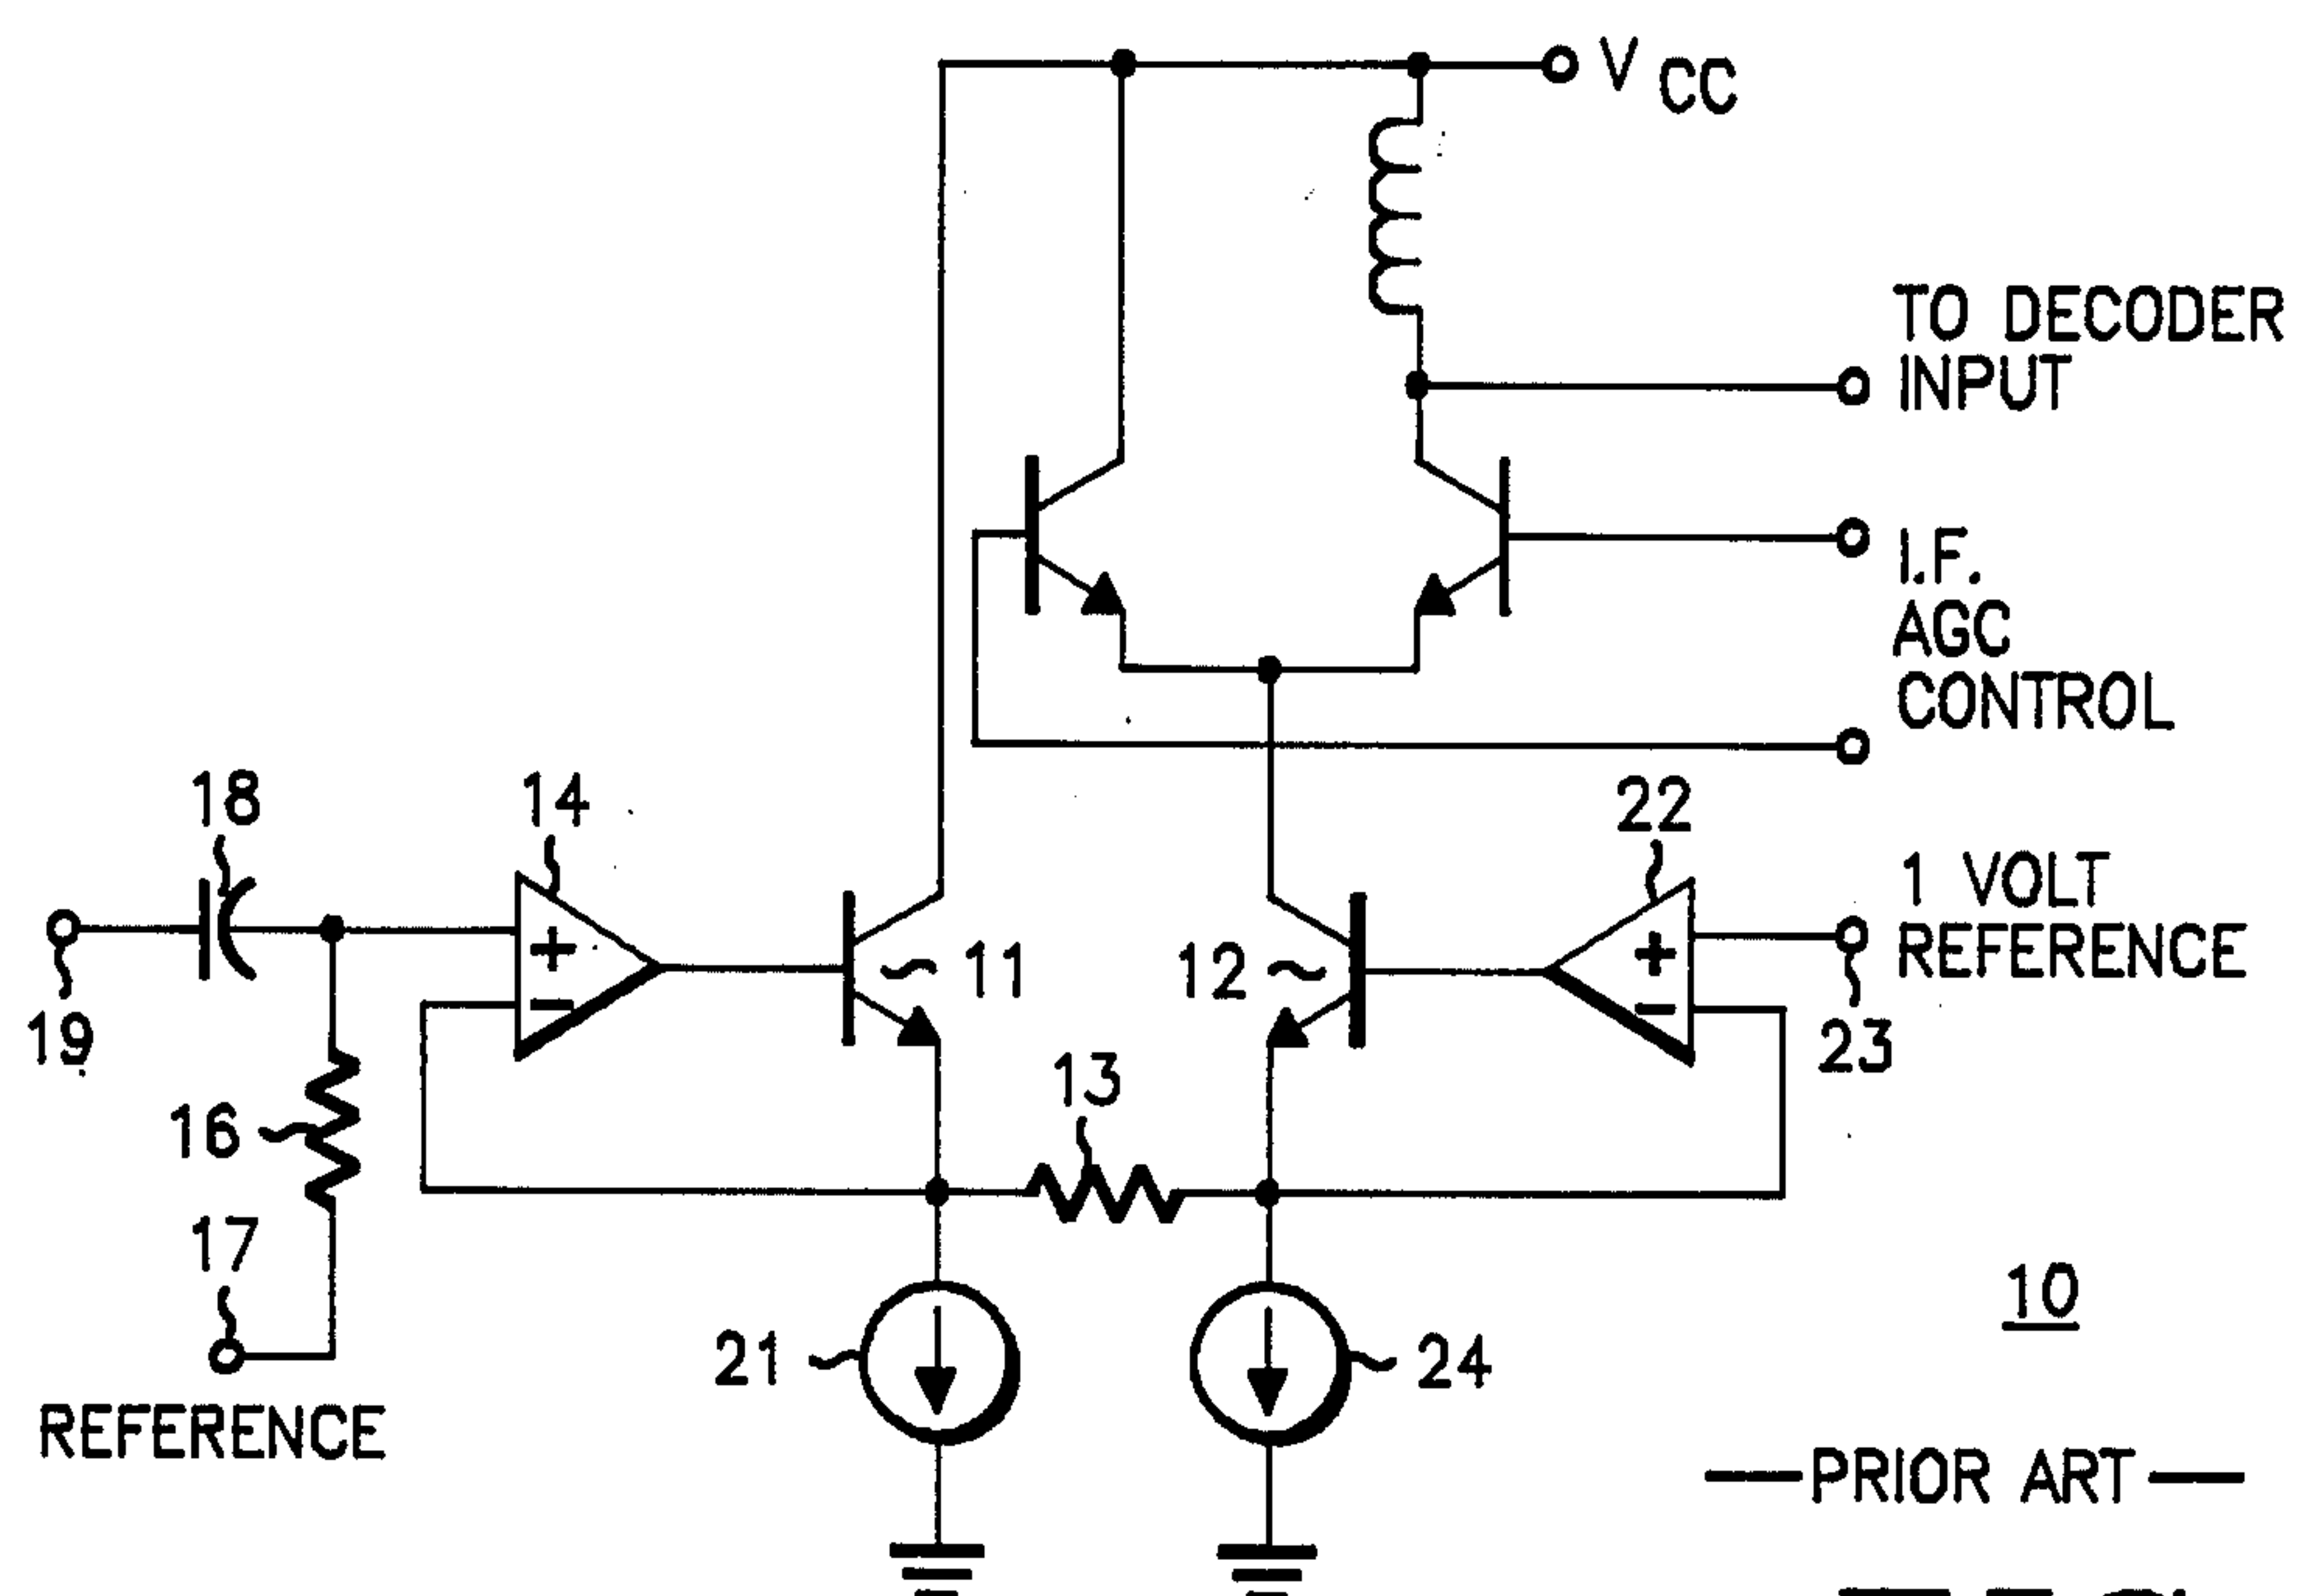 V CC
TO DECODER
INPUT
I.F.
AGC
CONTROL
18
14
22
1 VOLT
REFERENCE
11
12
19
23
13
16
17
10
21
24
REFERENCE
PRIOR ART